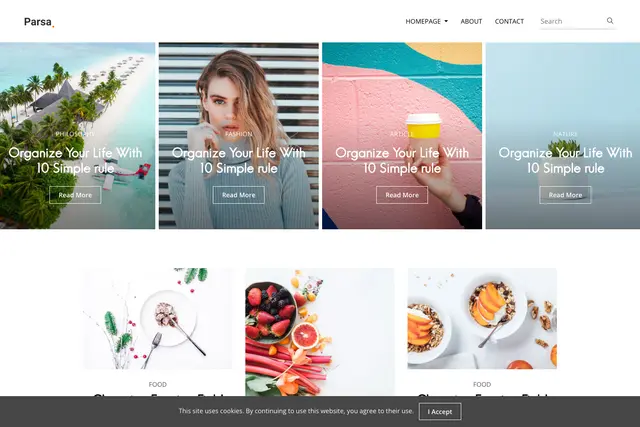 Parsa.
HOMEPAGE
ABOUT
CONTACT
Search
PHILOSOPHY
Organize Your Life With
10 Simple rule
Read More
FASHION
Organize Your Life With
10 Simple rule
Read More
ARTICLE
Organize Your Life With
10 Simple rule
Read More
NATURE
Organize Your Life With
10 Simple rule
Read More
FOOD
FOOD
This site uses cookies. By continuing to use this website, you agree to their use.
I Accept